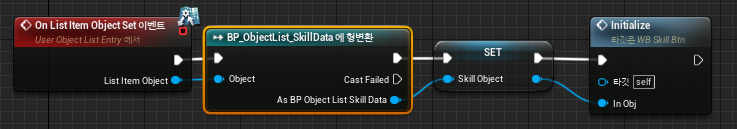 On List Item Object Set 이벤트
User Object List Entry 에서
List Item Object
BP_ObjectList_SkillData 에 형변환
Object
Cast Failed
As BP Object List Skill Data
SET
Skill Object
Initialize
타깃은 WB Skill Btn
타깃 self
In Obj